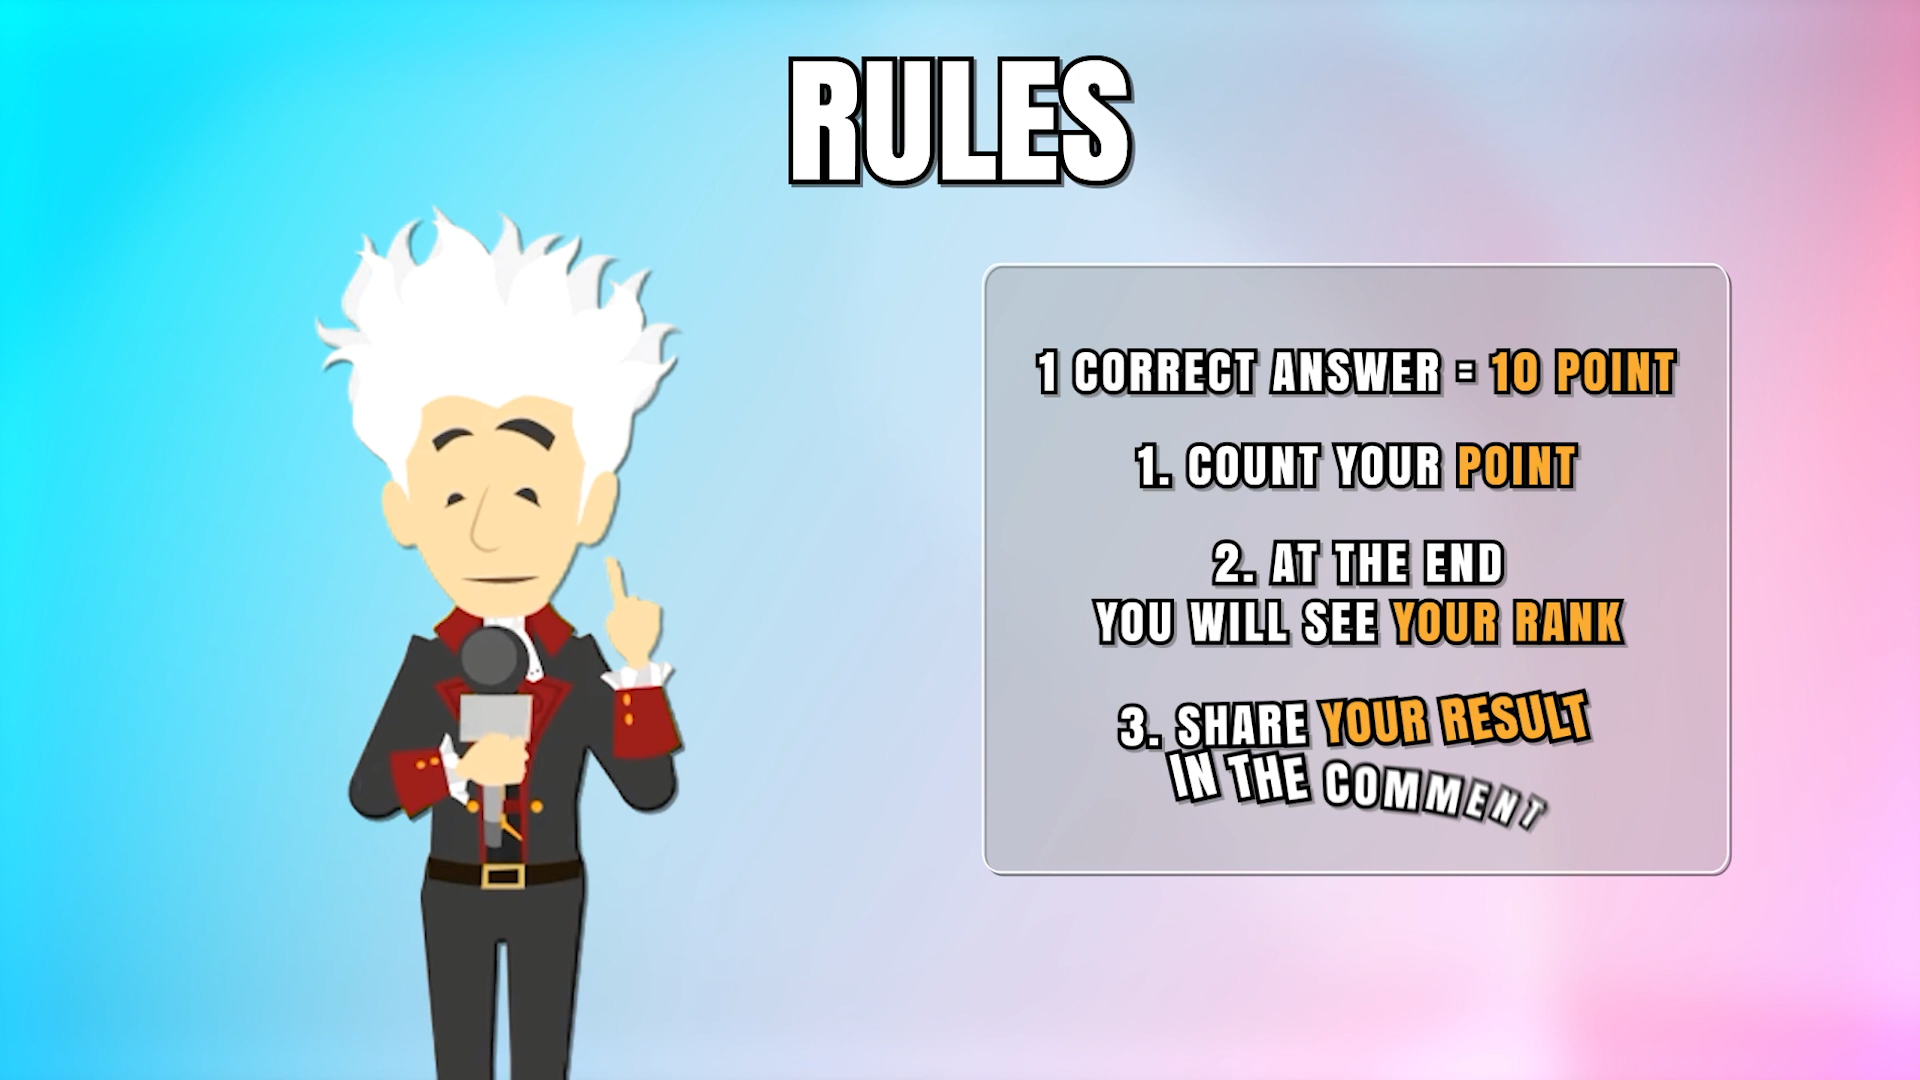 RULES
1 CORRECT ANSWER = 10 POINT
1. COUNT YOUR POINT
2. AT THE END
YOU WILL SEE YOUR RANK
3. SHARE YOUR RESULT
IN THE COMMENT